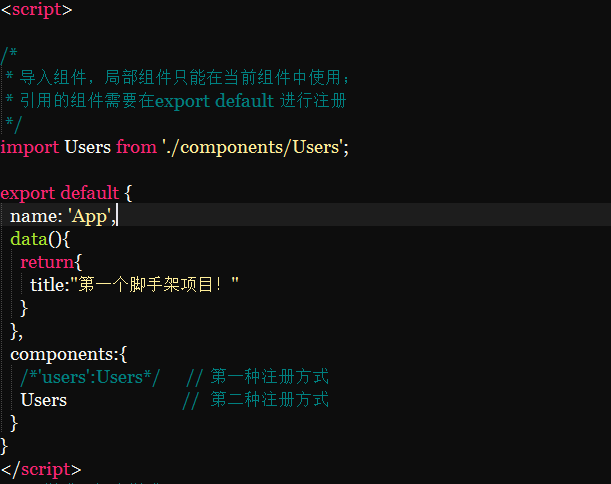 <script>
/*
* 导入组件，局部组件只能在当前组件中使用；
* 引用的组件需要在export default 进行注册
*/
import Users from './components/Users';
export default {
name: 'App',
data(){
return{
title:"第一个脚手架项目！"
}
},
components:{
/*'users':Users*/ // 第一种注册方式
Users // 第二种注册方式
}
}
</script>